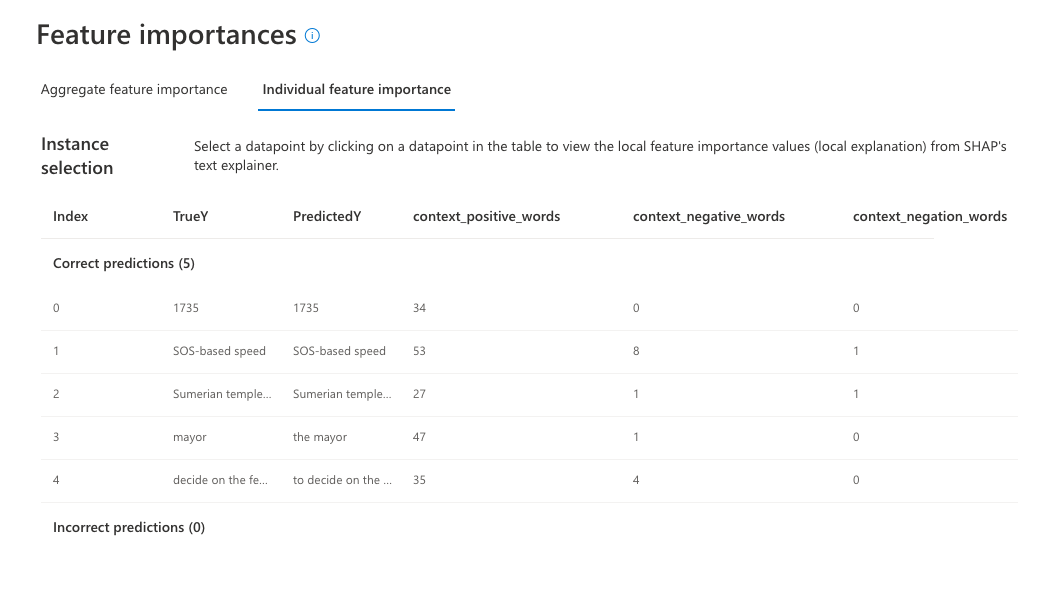 Feature importances
Aggregate feature importance Individual feature importance
Instance selection
Select a datapoint by clicking on a datapoint in the table to view the local feature importance values (local explanation) from SHAP's
text explainer.
Index TrueY PredictedY context_positive_words context_negative_words context_negation_words
Correct predictions (5)
0 1735 1735 34 0 0
1 SOS-based speed SOS-based speed 53 8 1
2 Sumerian temple... Sumerian temple... 27 1 1
3 mayor the mayor 47 1 0
4 decide on the fe... to decide on the ... 35 4 0
Incorrect predictions (0)